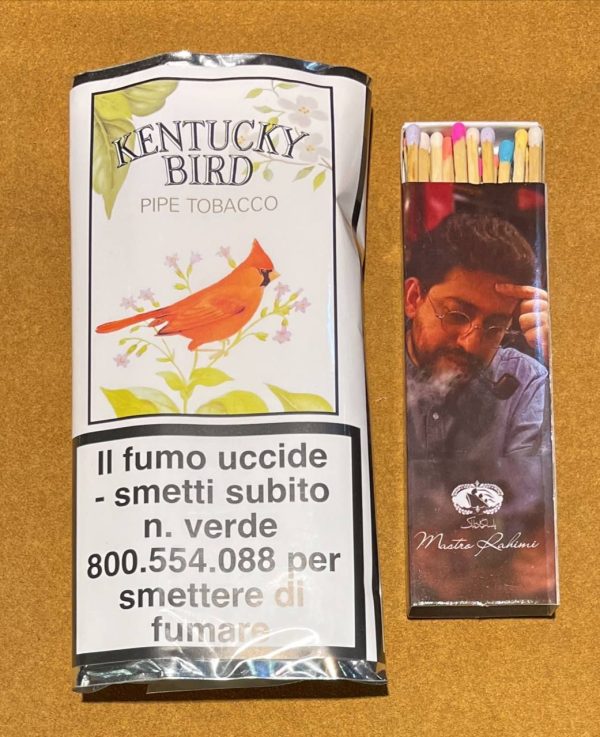 KENTUCKY
BIRD
PIPE TOBACCO
Il fumo uccide
- smetti subito
n. verde
800.554.088 per
smettere di
fumare
Mastro Rahimi